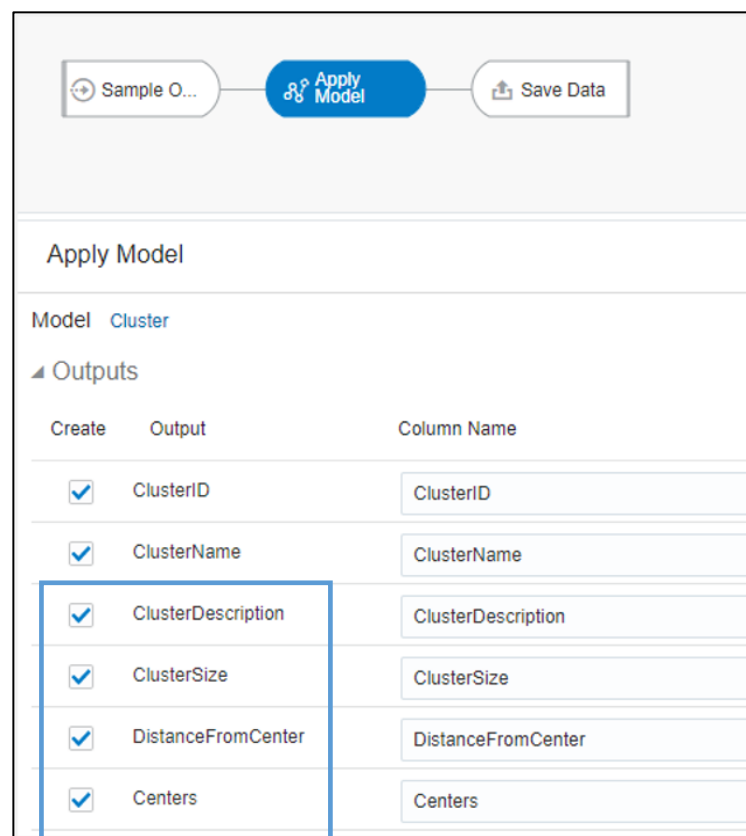 Sample O...
Apply
Model
Save Data
Apply Model
Model Cluster
Outputs
Create Output Column Name
ClusterID ClusterID
ClusterName ClusterName
ClusterDescription ClusterDescription
ClusterSize ClusterSize
DistanceFromCenter DistanceFromCenter
Centers Centers